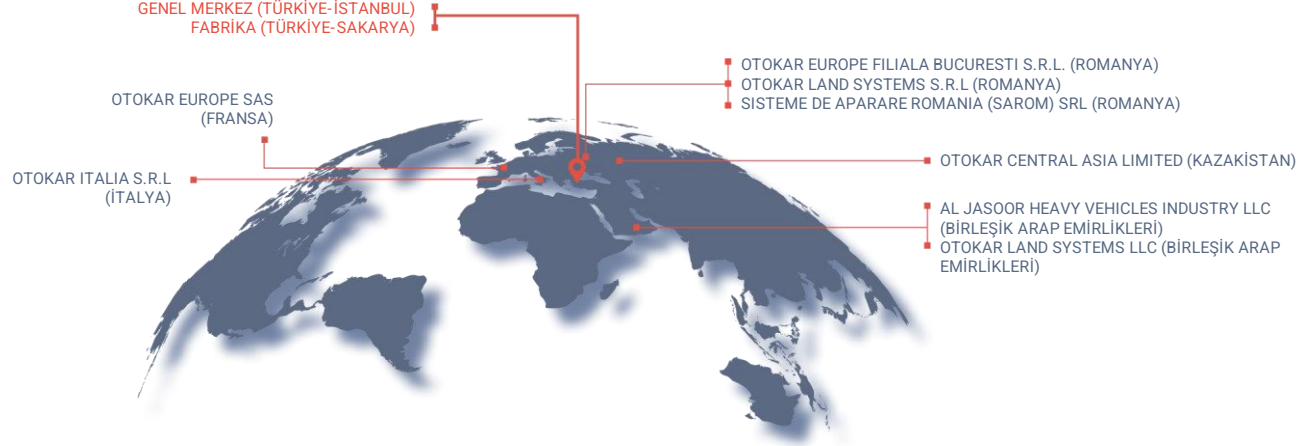 GENEL MERKEZ (TÜRKİYE-İSTANBUL)
FABRİKA (TÜRKİYE-SAKARYA)
OTOKAR EUROPE FILIALA BUCURESTI S.R.L. (ROMANYA)
OTOKAR LAND SYSTEMS S.R.L (ROMANYA)
SISTEME DE APARARE ROMANIA (SAROM) SRL (ROMANYA)
OTOKAR EUROPE SAS
(FRANSA)
OTOKAR CENTRAL ASIA LIMITED (KAZAKİSTAN)
OTOKAR ITALIA S.R.L
(İTALYA)
AL JASOOR HEAVY VEHICLES INDUSTRY LLC
(BİRLEŞİK ARAP EMİRLİKLERİ)
OTOKAR LAND SYSTEMS LLC (BİRLEŞİK ARAP
EMİRLİKLERİ)